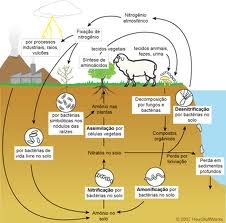 Nitrogênio
atmosférico
Fixação de
nitrogênio
por processos
industriais, raios,
vulcões
tecidos vegetais
tecidos animais,
fezes, urina
Síntese de
aminoácidos
por bactérias
simbióticas nos
nódulos das
raízes
por bactérias
de vida livre no solo
Amônio nas
plantas
Assimilação por
células vegetais
Decomposição
por fungos e
bactérias
Desnitrificação
por bactérias no
solo
Compostos
orgânicos
Nitratos no solo
Perda por
lixiviação
Perda em
sedimentos
profundos
Nitrificação por
bactérias no solo
Amonificação por
bactérias do solo
Amônio no
solo
© 2007 HowStuffWorks